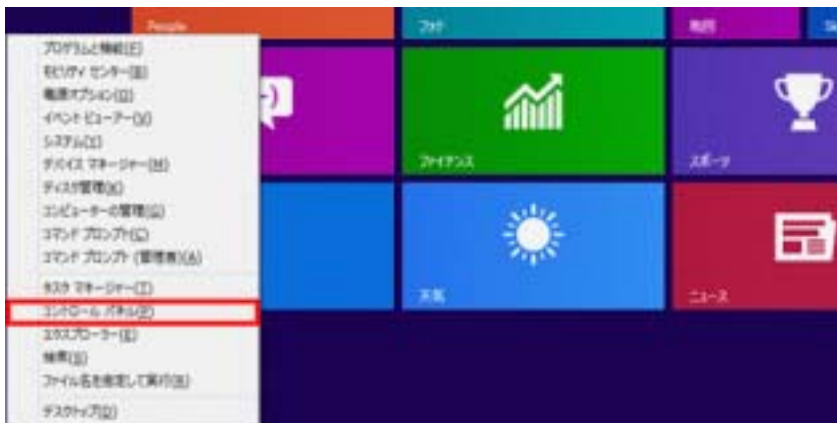 People
フォト
プログラムと機能(F)
モビリティ センター(B)
電源オプション(O)
イベント ビューアー(V)
システム(Y)
デバイス マネージャー(M)
ディスク管理(K)
コンピューターの管理(G)
コマンド プロンプト(C)
コマンド プロンプト (管理者)(A)
タスク マネージャー(T)
コントロール パネル(P)
エクスプローラー(E)
検索(S)
ファイル名を指定して実行(R)
デスクトップ(D)
ファイナンス
スポーツ
天気
ニュース